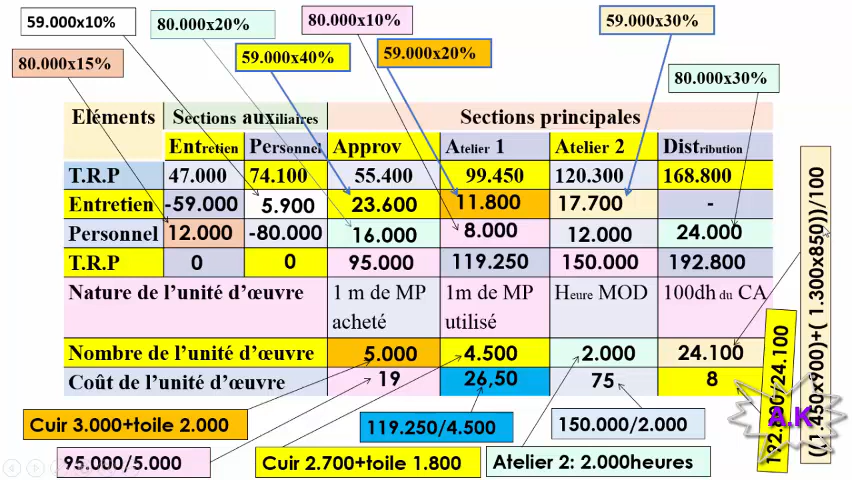 59.000x10%
80.000x20%
80.000x10%
59.000x30%
80.000x15%
59.000x40%
59.000x20%
80.000x30%
Eléments Sections auxiliaires Sections principales
Entretien Personnel Approv Atelier 1 Atelier 2 Distribution
T.R.P 47.000 74.100 55.400 99.450 120.300 168.800
Entretien -59.000 5.900 23.600 11.800 17.700 -
Personnel 12.000 -80.000 16.000 8.000 12.000 24.000
T.R.P 0 0 95.000 119.250 150.000 192.800
Nature de l'unité d'œuvre 1 m de MP 1m de MP Heure MOD 100dh du CA
acheté utilisé
Nombre de l'unité d'œuvre 5.000 4.500 2.000 24.100
Coût de l'unité d'œuvre 19 26,50 75 8
Cuir 3.000+toile 2.000
119.250/4.500
150.000/2.000
95.000/5.000
Cuir 2.700+toile 1.800
Atelier 2: 2.000heures
192.800/24.100
((1.450x900)+( 1.300x850))/100
A.K